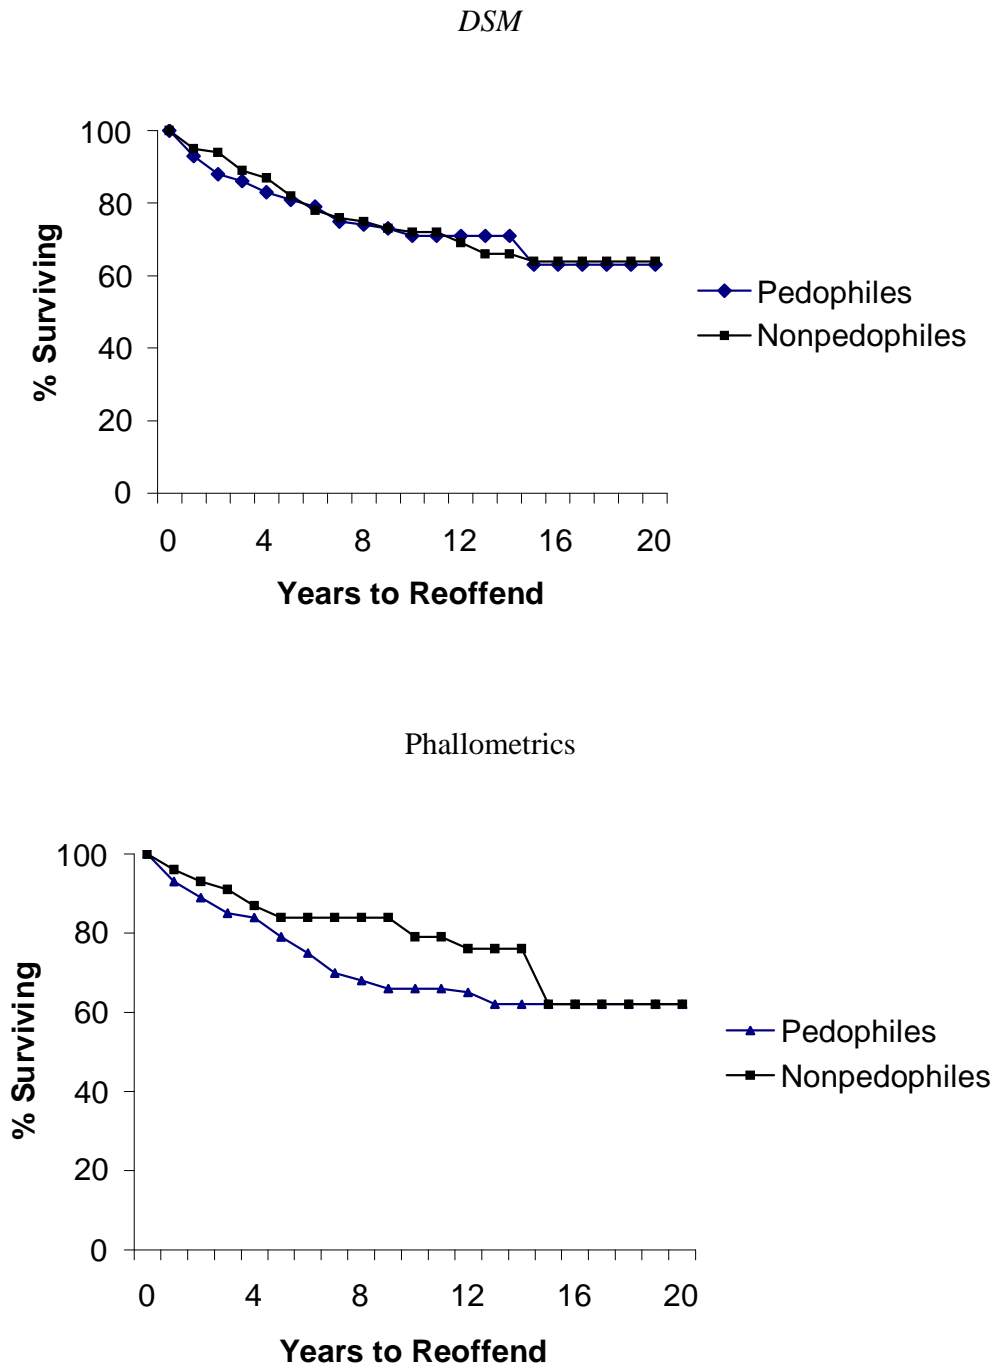 DSM
100
80
60
40
20
0
% Surviving
0 4 8 12 16 20
Years to Reoffend
Pedophiles
Nonpedophiles
Phallometrics
100
80
60
40
20
0
% Surviving
0 4 8 12 16 20
Years to Reoffend
Pedophiles
Nonpedophiles